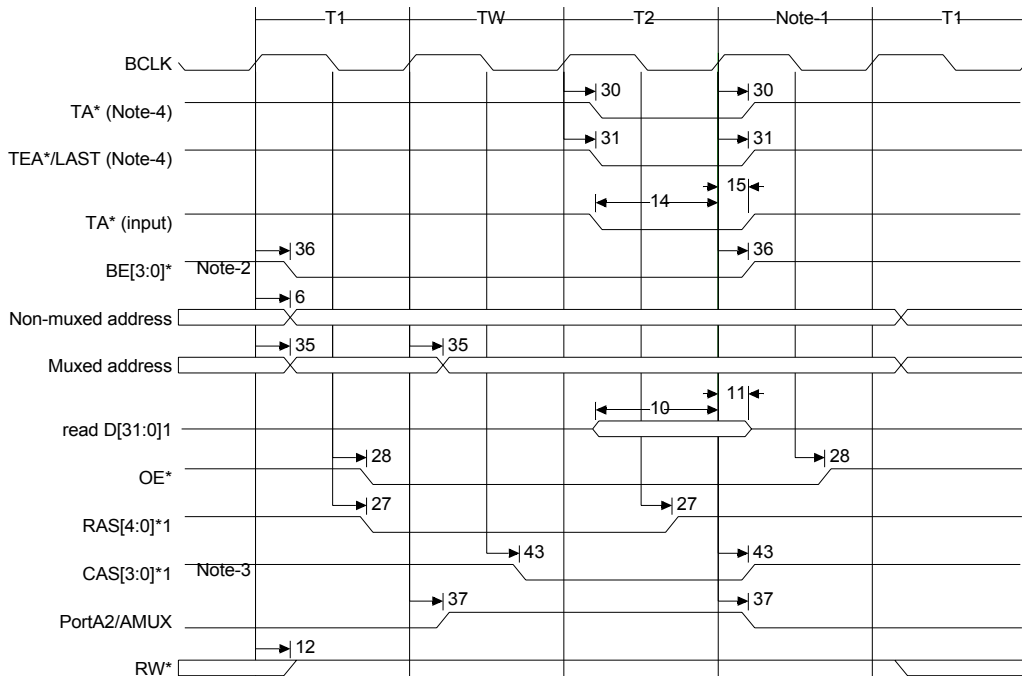 T1 TW T2 Note-1 T1
BCLK
30 30
TA* (Note-4)
31 31
TEA*/LAST (Note-4)
15
14
TA* (input)
36 36
BE[3:0]* Note-2
6
Non-muxed address
35 35
Muxed address
11
10
read D[31:0]1
28 28
OE*
27 27
RAS[4:0]*1
43 43
CAS[3:0]*1 Note-3
37 37
PortA2/AMUX
12
RW*